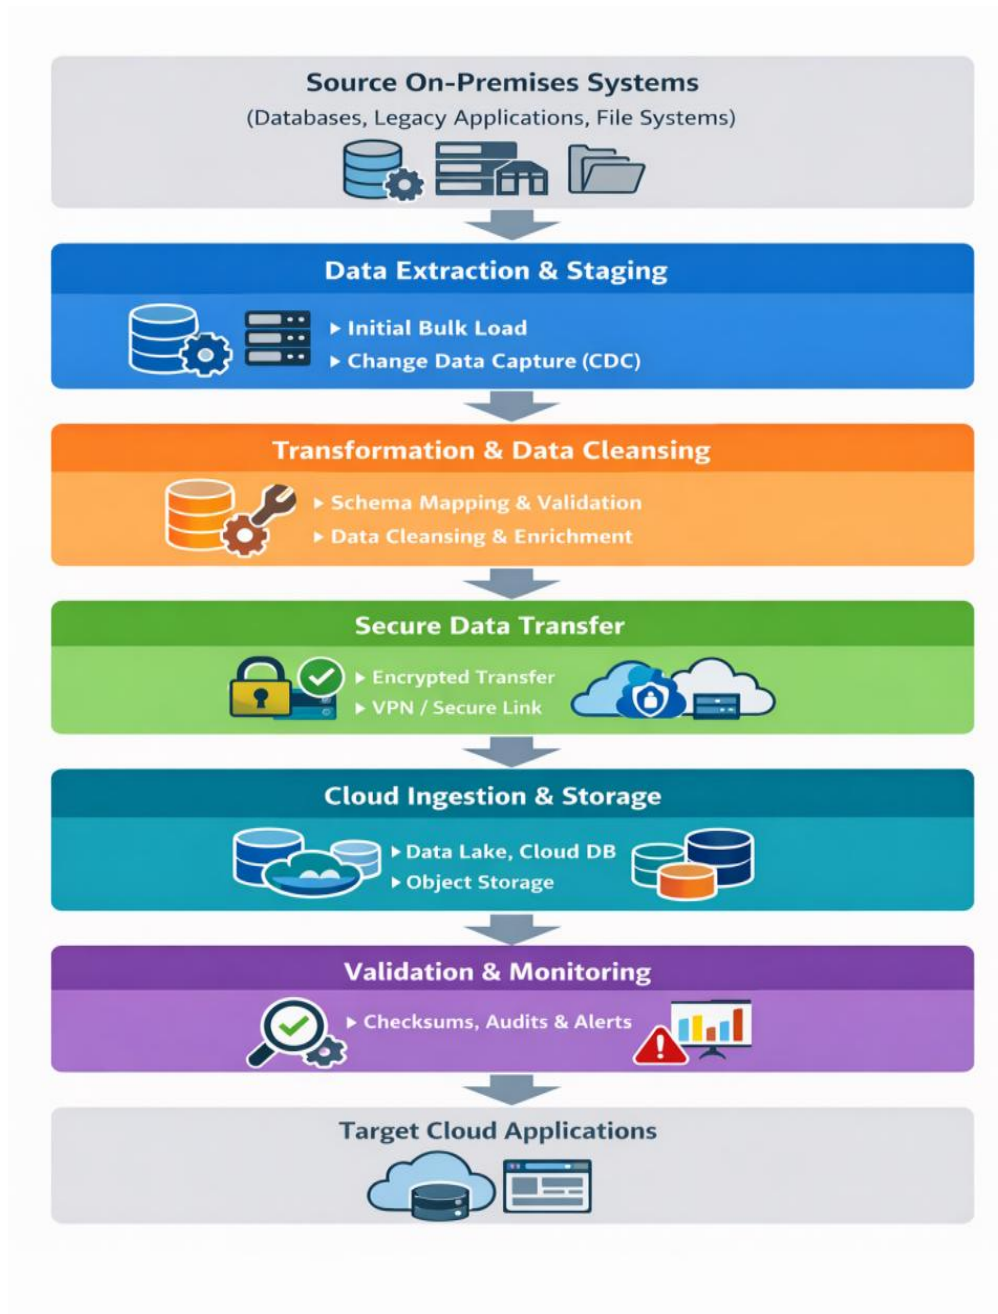 Source On-Premises Systems
(Databases, Legacy Applications, File Systems)
Data Extraction & Staging
Initial Bulk Load
Change Data Capture (CDC)
Transformation & Data Cleansing
Schema Mapping & Validation
Data Cleansing & Enrichment
Secure Data Transfer
Encrypted Transfer
VPN / Secure Link
Cloud Ingestion & Storage
Data Lake, Cloud DB
Object Storage
Validation & Monitoring
Checksums, Audits & Alerts
Target Cloud Applications